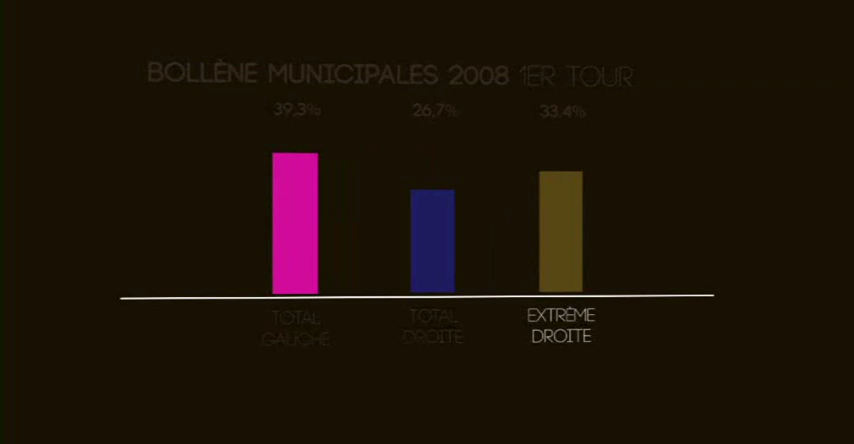 BOLLÈNE MUNICIPALES 2008 1ER TOUR
39,3% 26,7% 33,4%
TOTAL GAUCHE
TOTAL DROITE
EXTRÊME DROITE